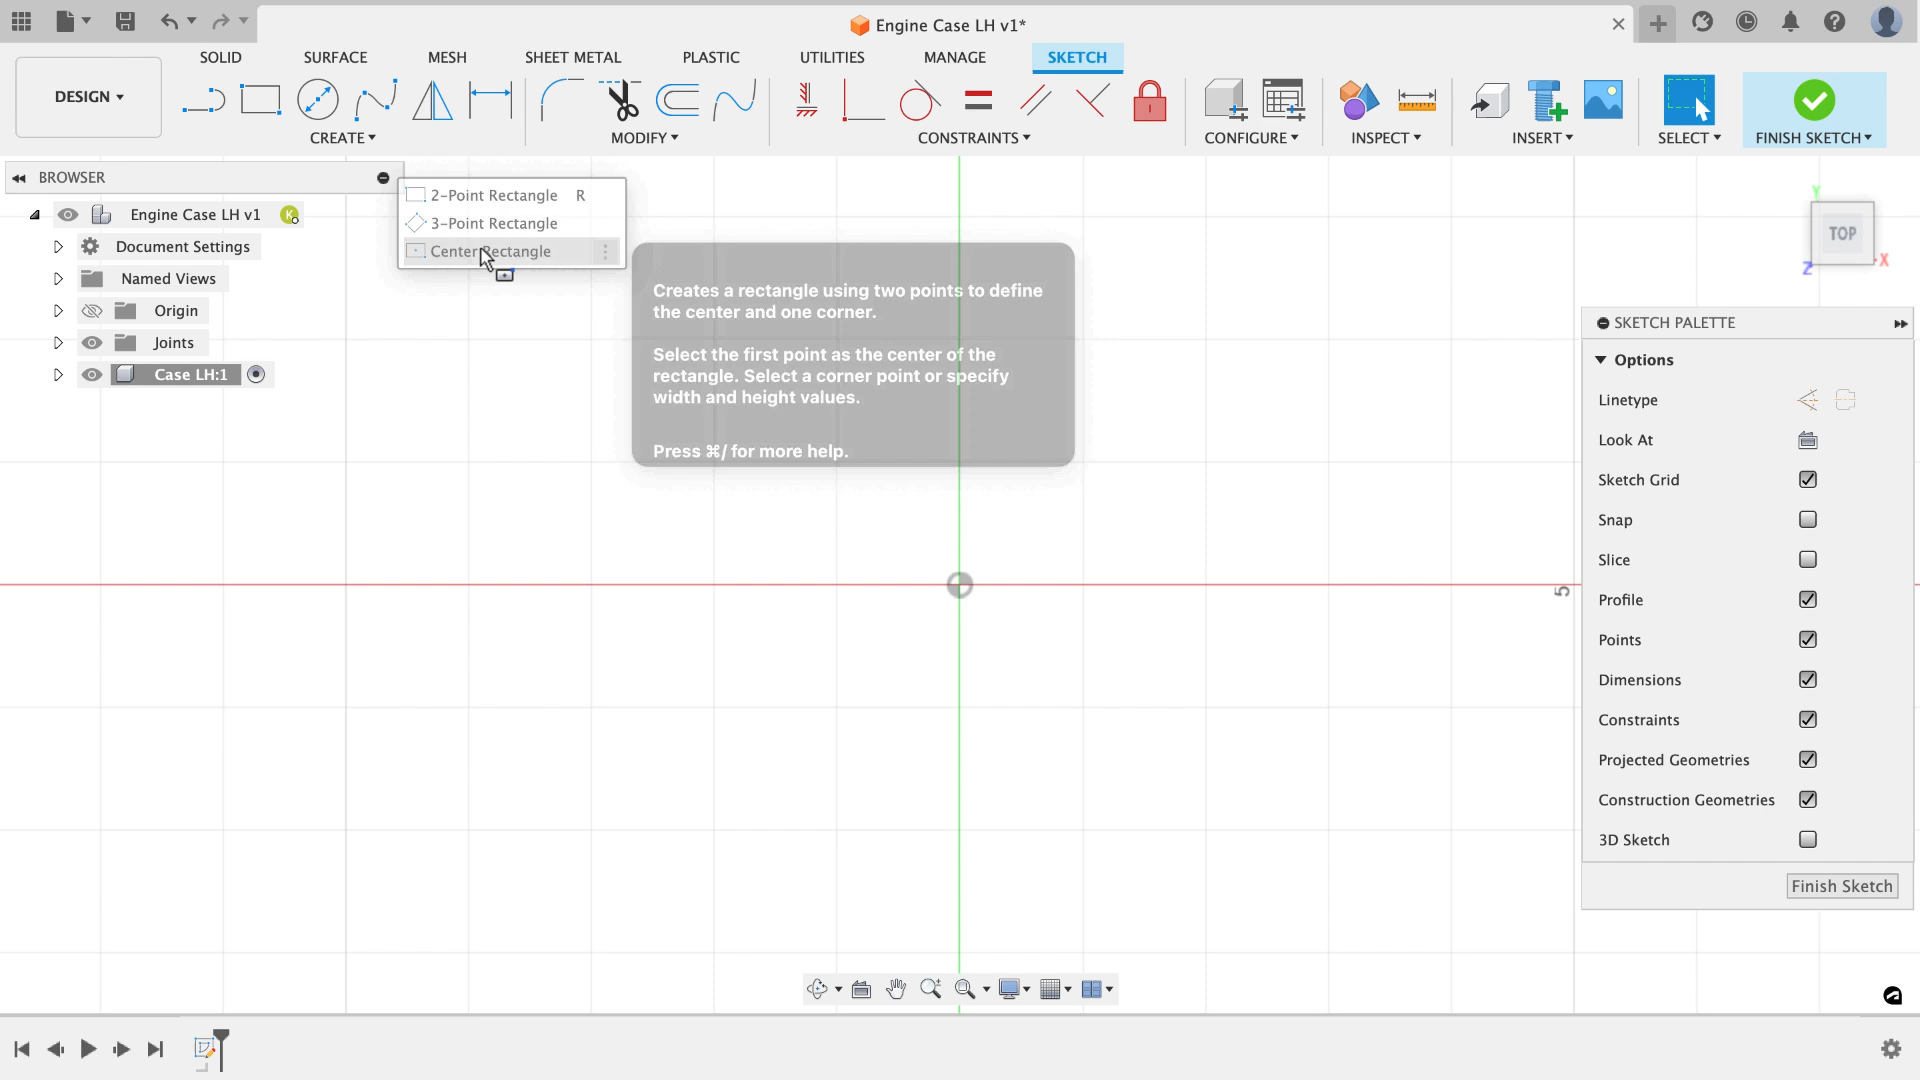 Engine Case LH v1*
SOLID
SURFACE
MESH
SHEET METAL
PLASTIC
UTILITIES
MANAGE
SKETCH
DESIGN
CREATE
MODIFY
CONSTRAINTS
CONFIGURE
INSPECT
INSERT
SELECT
FINISH SKETCH
BROWSER
Engine Case LH v1
K
Document Settings
Named Views
Origin
Joints
Case LH:1
2-Point Rectangle R
3-Point Rectangle
Center Rectangle
Creates a rectangle using two points to define
the center and one corner.
Select the first point as the center of the
rectangle. Select a corner point or specify
width and height values.
Press ⌘/ for more help.
Y
TOP
Z
X
5
SKETCH PALETTE
Options
Linetype
Look At
Sketch Grid
Snap
Slice
Profile
Points
Dimensions
Constraints
Projected Geometries
Construction Geometries
3D Sketch
Finish Sketch